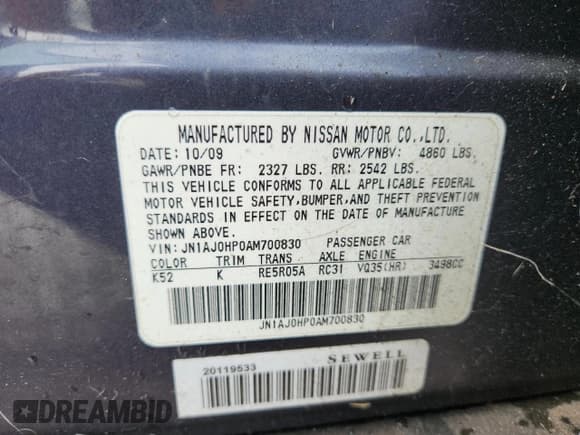 MANUFACTURED BY NISSAN MOTOR CO.,LTD.
DATE: 10/09 GVWR/PNBV: 4860 LBS.
GAWR/PNBE FR: 2327 LBS. RR: 2542 LBS.
THIS VEHICLE CONFORMS TO ALL APPLICABLE FEDERAL
MOTOR VEHICLE SAFETY, BUMPER, AND THEFT PREVENTION
STANDARDS IN EFFECT ON THE DATE OF MANUFACTURE
SHOWN ABOVE.
VIN: JN1AJ0HP0AM700830 PASSENGER CAR
COLOR TRIM TRANS AXLE ENGINE
K52 K RE5R05A RC31 VQ35(HR) 3498CC
JN1AJ0HP0AM700830
20119533 SEWELL
DREAMBID